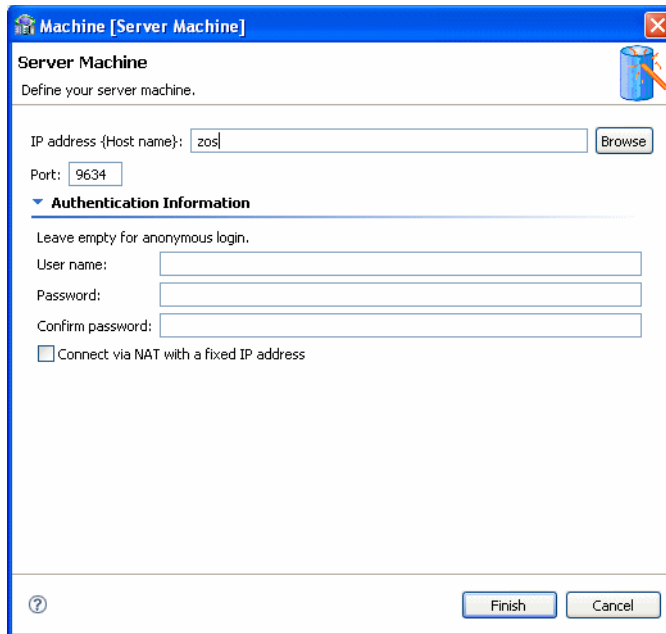 Machine [Server Machine]
Server Machine
Define your server machine.
IP address {Host name}: zos Browse
Port: 9634
Authentication Information
Leave empty for anonymous login.
User name:
Password:
Confirm password:
Connect via NAT with a fixed IP address
? Finish Cancel